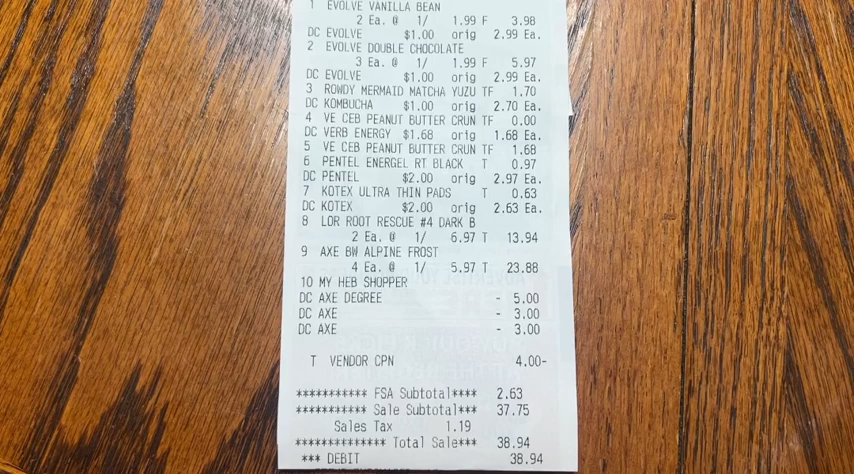 1 EVOLVE VANILLA BEAN
2 Ea. @ 1/ 1.99 F 3.98
DC EVOLVE $1.00 orig 2.99 Ea.
2 EVOLVE DOUBLE CHOCOLATE
3 Ea. @ 1/ 1.99 F 5.97
DC EVOLVE $1.00 orig 2.99 Ea.
3 ROWDY MERMAID MATCHA YUZU TF 1.70
DC KOMBUCHA $1.00 orig 2.70 Ea.
4 VE CEB PEANUT BUTTER CRUN TF 0.00
DC VERB ENERGY $1.68 orig 1.68 Ea.
5 VE CEB PEANUT BUTTER CRUN TF 1.68
6 PENTEL ENERGEL RT BLACK T 0.97
DC PENTEL $2.00 orig 2.97 Ea.
7 KOTEX ULTRA THIN PADS T 0.63
DC KOTEX $2.00 orig 2.63 Ea.
8 LOR ROOT RESCUE #4 DARK B
2 Ea. @ 1/ 6.97 T 13.94
9 AXE BW ALPINE FROST
4 Ea. @ 1/ 5.97 T 23.88
10 MY HEB SHOPPER
DC AXE DEGREE - 5.00
DC AXE - 3.00
DC AXE - 3.00
T VENDOR CPN 4.00-
*********** FSA Subtotal**** 2.63
*********** Sale Subtotal*** 37.75
Sales Tax 1.19
************** Total Sale*** 38.94
*** DEBIT 38.94